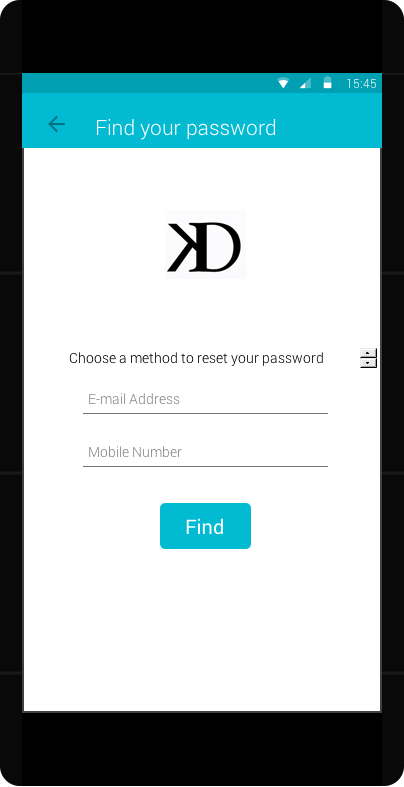 15:45
Find your password
KD
Choose a method to reset your password
E-mail Address
Mobile Number
Find